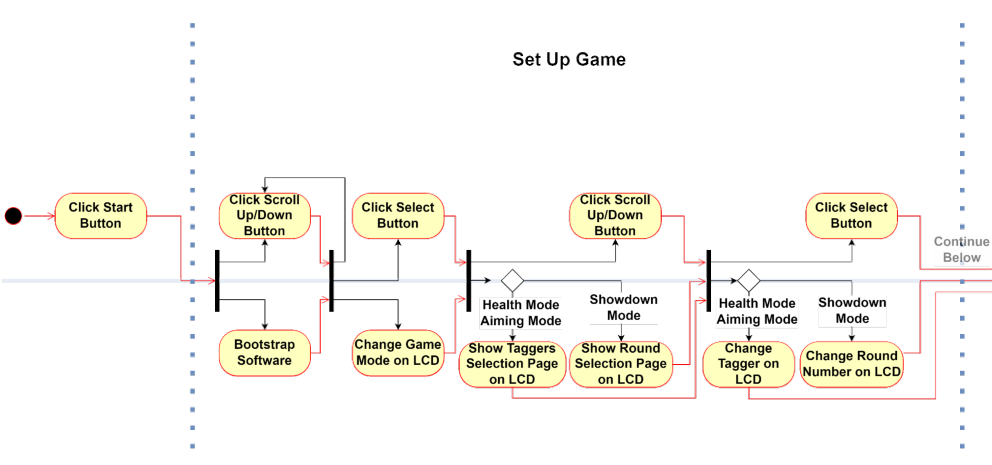 Set Up Game
Click Start
Button
Click Scroll
Up/Down
Button
Click Select
Button
Click Scroll
Up/Down
Button
Click Select
Button
Continue
Below
Health Mode
Aiming Mode
Showdown
Mode
Health Mode
Aiming Mode
Showdown
Mode
Bootstrap
Software
Change Game
Mode on LCD
Show Taggers
Selection Page
on LCD
Show Round
Selection Page
on LCD
Change
Tagger on
LCD
Change Round
Number on LCD